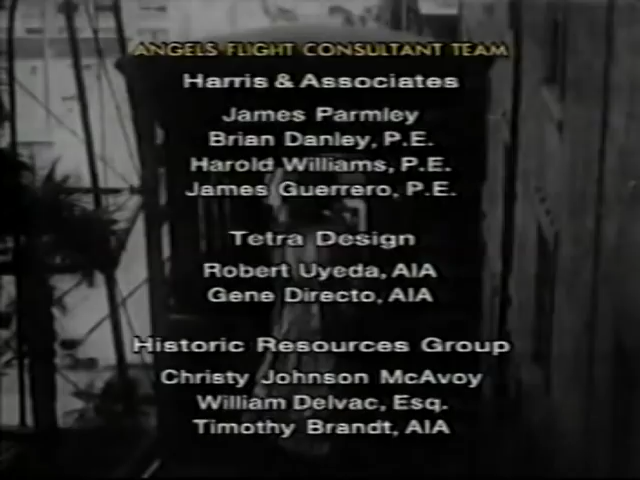 ANGELS FLIGHT CONSULTANT TEAM
Harris & Associates
James Parmley
Brian Danley, P.E.
Harold Williams, P.E.
James Guerrero, P.E.
Tetra Design
Robert Uyeda, AIA
Gene Directo, AIA
Historic Resources Group
Christy Johnson McAvoy
William Delvac, Esq.
Timothy Brandt, AIA